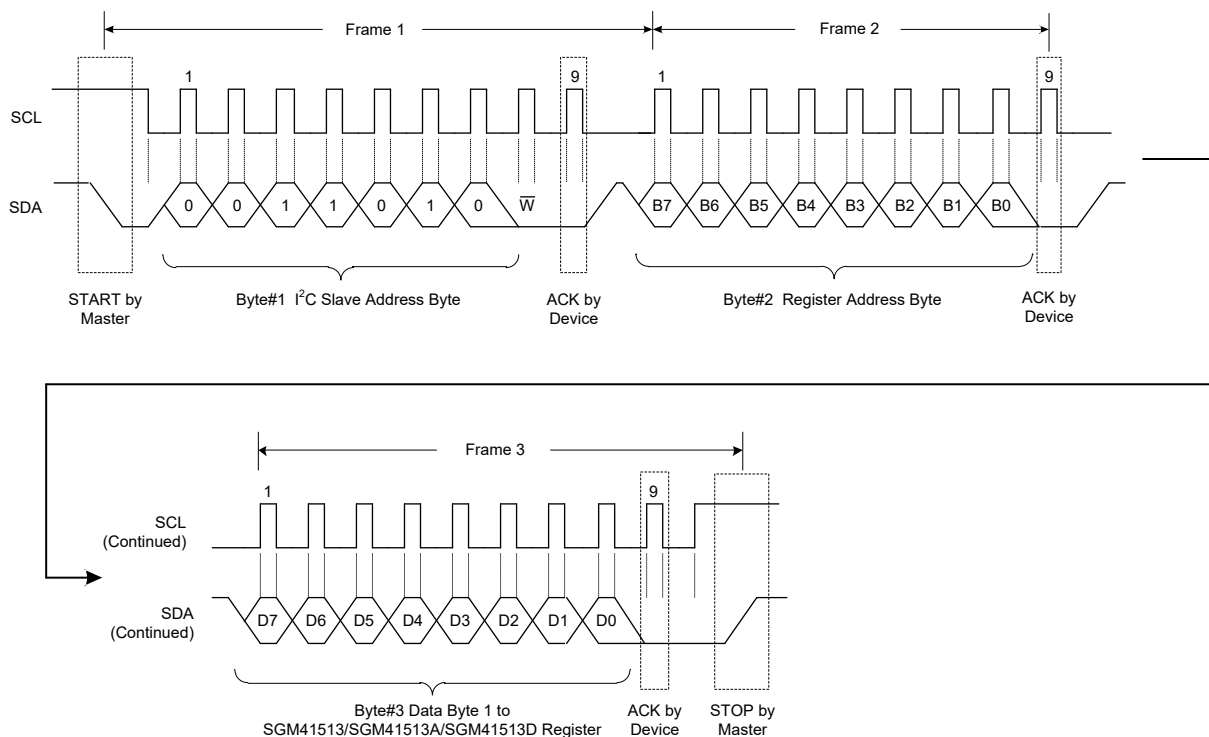 Frame 1
Frame 2
1
9
1
9
SCL
SDA
0 0 1 1 0 1 0 W̅
B7 B6 B5 B4 B3 B2 B1 B0
START by
Master
Byte#1 I²C Slave Address Byte
ACK by
Device
Byte#2 Register Address Byte
ACK by
Device
Frame 3
1
9
SCL
(Continued)
SDA
(Continued)
D7 D6 D5 D4 D3 D2 D1 D0
Byte#3 Data Byte 1 to
SGM41513/SGM41513A/SGM41513D Register
ACK by
Device
STOP by
Master